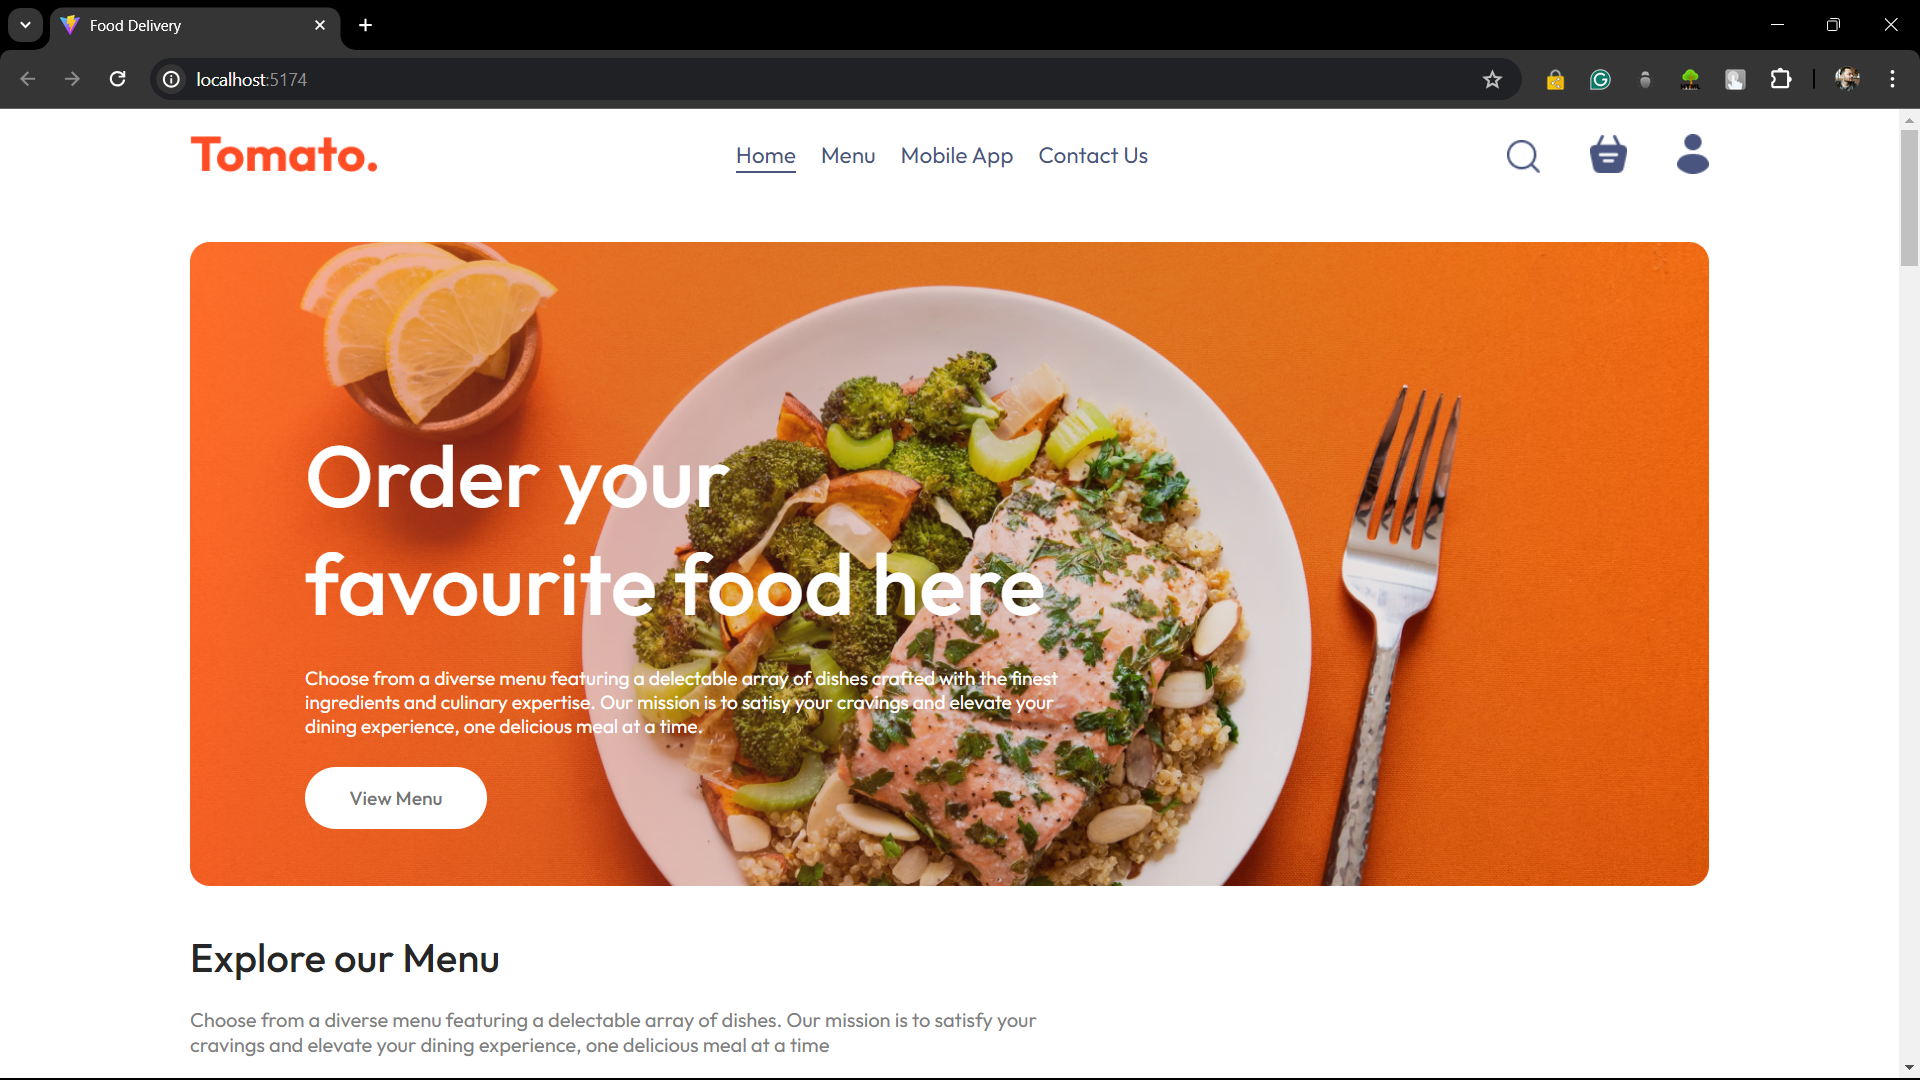 Food Delivery
localhost:5174
Tomato.
Home Menu Mobile App Contact Us
Order your
favourite food here
Choose from a diverse menu featuring a delectable array of dishes crafted with the finest
ingredients and culinary expertise. Our mission is to satisy your cravings and elevate your
dining experience, one delicious meal at a time.
View Menu
Explore our Menu
Choose from a diverse menu featuring a delectable array of dishes. Our mission is to satisfy your
cravings and elevate your dining experience, one delicious meal at a time